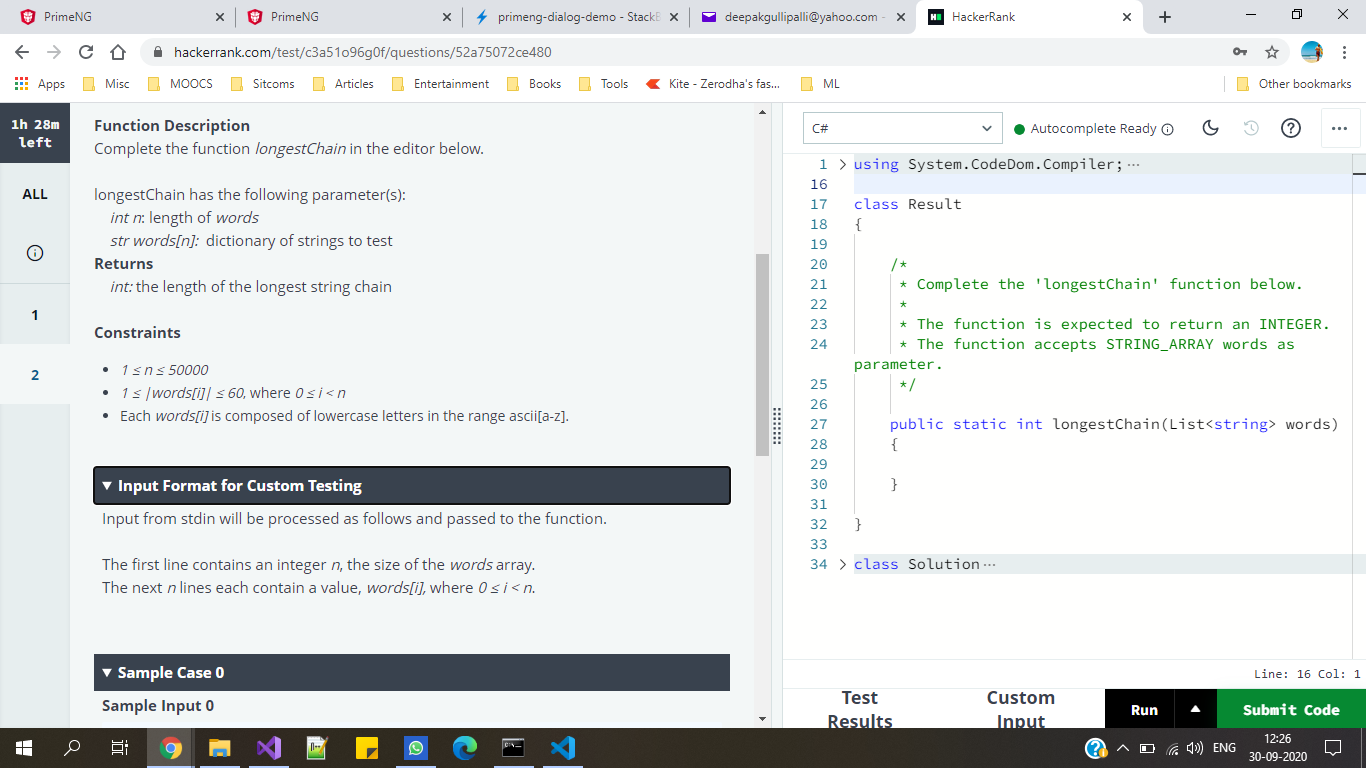 PrimeNG
PrimeNG
primeng-dialog-demo - StackB
deepakgullipalli@yahoo.com -
HackerRank
hackerrank.com/test/c3a51o96g0f/questions/52a75072ce480
Apps Misc MOOCS Sitcoms Articles Entertainment Books Tools Kite - Zerodha's fas... ML Other bookmarks
1h 28m
left
ALL
1
2
Function Description
Complete the function longestChain in the editor below.
longestChain has the following parameter(s):
int n: length of words
str words[n]: dictionary of strings to test
Returns
int: the length of the longest string chain
Constraints
• 1 ≤ n ≤ 50000
• 1 ≤ |words[i]| ≤ 60, where 0 ≤ i < n
• Each words[i] is composed of lowercase letters in the range ascii[a-z].
Input Format for Custom Testing
Input from stdin will be processed as follows and passed to the function.
The first line contains an integer n, the size of the words array.
The next n lines each contain a value, words[i], where 0 ≤ i < n.
Sample Case 0
Sample Input 0
C#
Autocomplete Ready
1 using System.CodeDom.Compiler; ...
16
17 class Result
18 {
19
20 /*
21 * Complete the 'longestChain' function below.
22 *
23 * The function is expected to return an INTEGER.
24 * The function accepts STRING_ARRAY words as
parameter.
25 */
26
27 public static int longestChain(List<string> words)
28 {
29
30 }
31
32 }
33
34 class Solution ...
Line: 16 Col: 1
Test
Results
Custom
Input
Run
Submit Code
ENG
12:26
30-09-2020